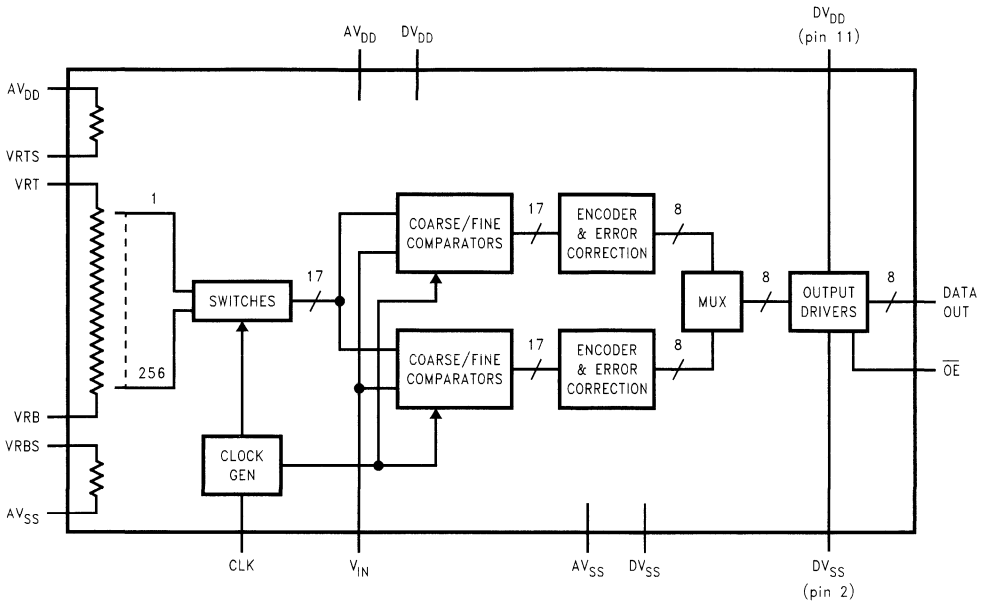 AVDD
DVDD
DVDD
(pin 11)
AVDD
VRTS
VRT
1
256
VRB
VRBS
AVSS
SWITCHES
17
CLOCK
GEN
COARSE/FINE
COMPARATORS
17
ENCODER
& ERROR
CORRECTION
8
COARSE/FINE
COMPARATORS
17
ENCODER
& ERROR
CORRECTION
8
MUX
8
OUTPUT
DRIVERS
8
DATA
OUT
OE
CLK
VIN
AVSS
DVSS
DVSS
(pin 2)